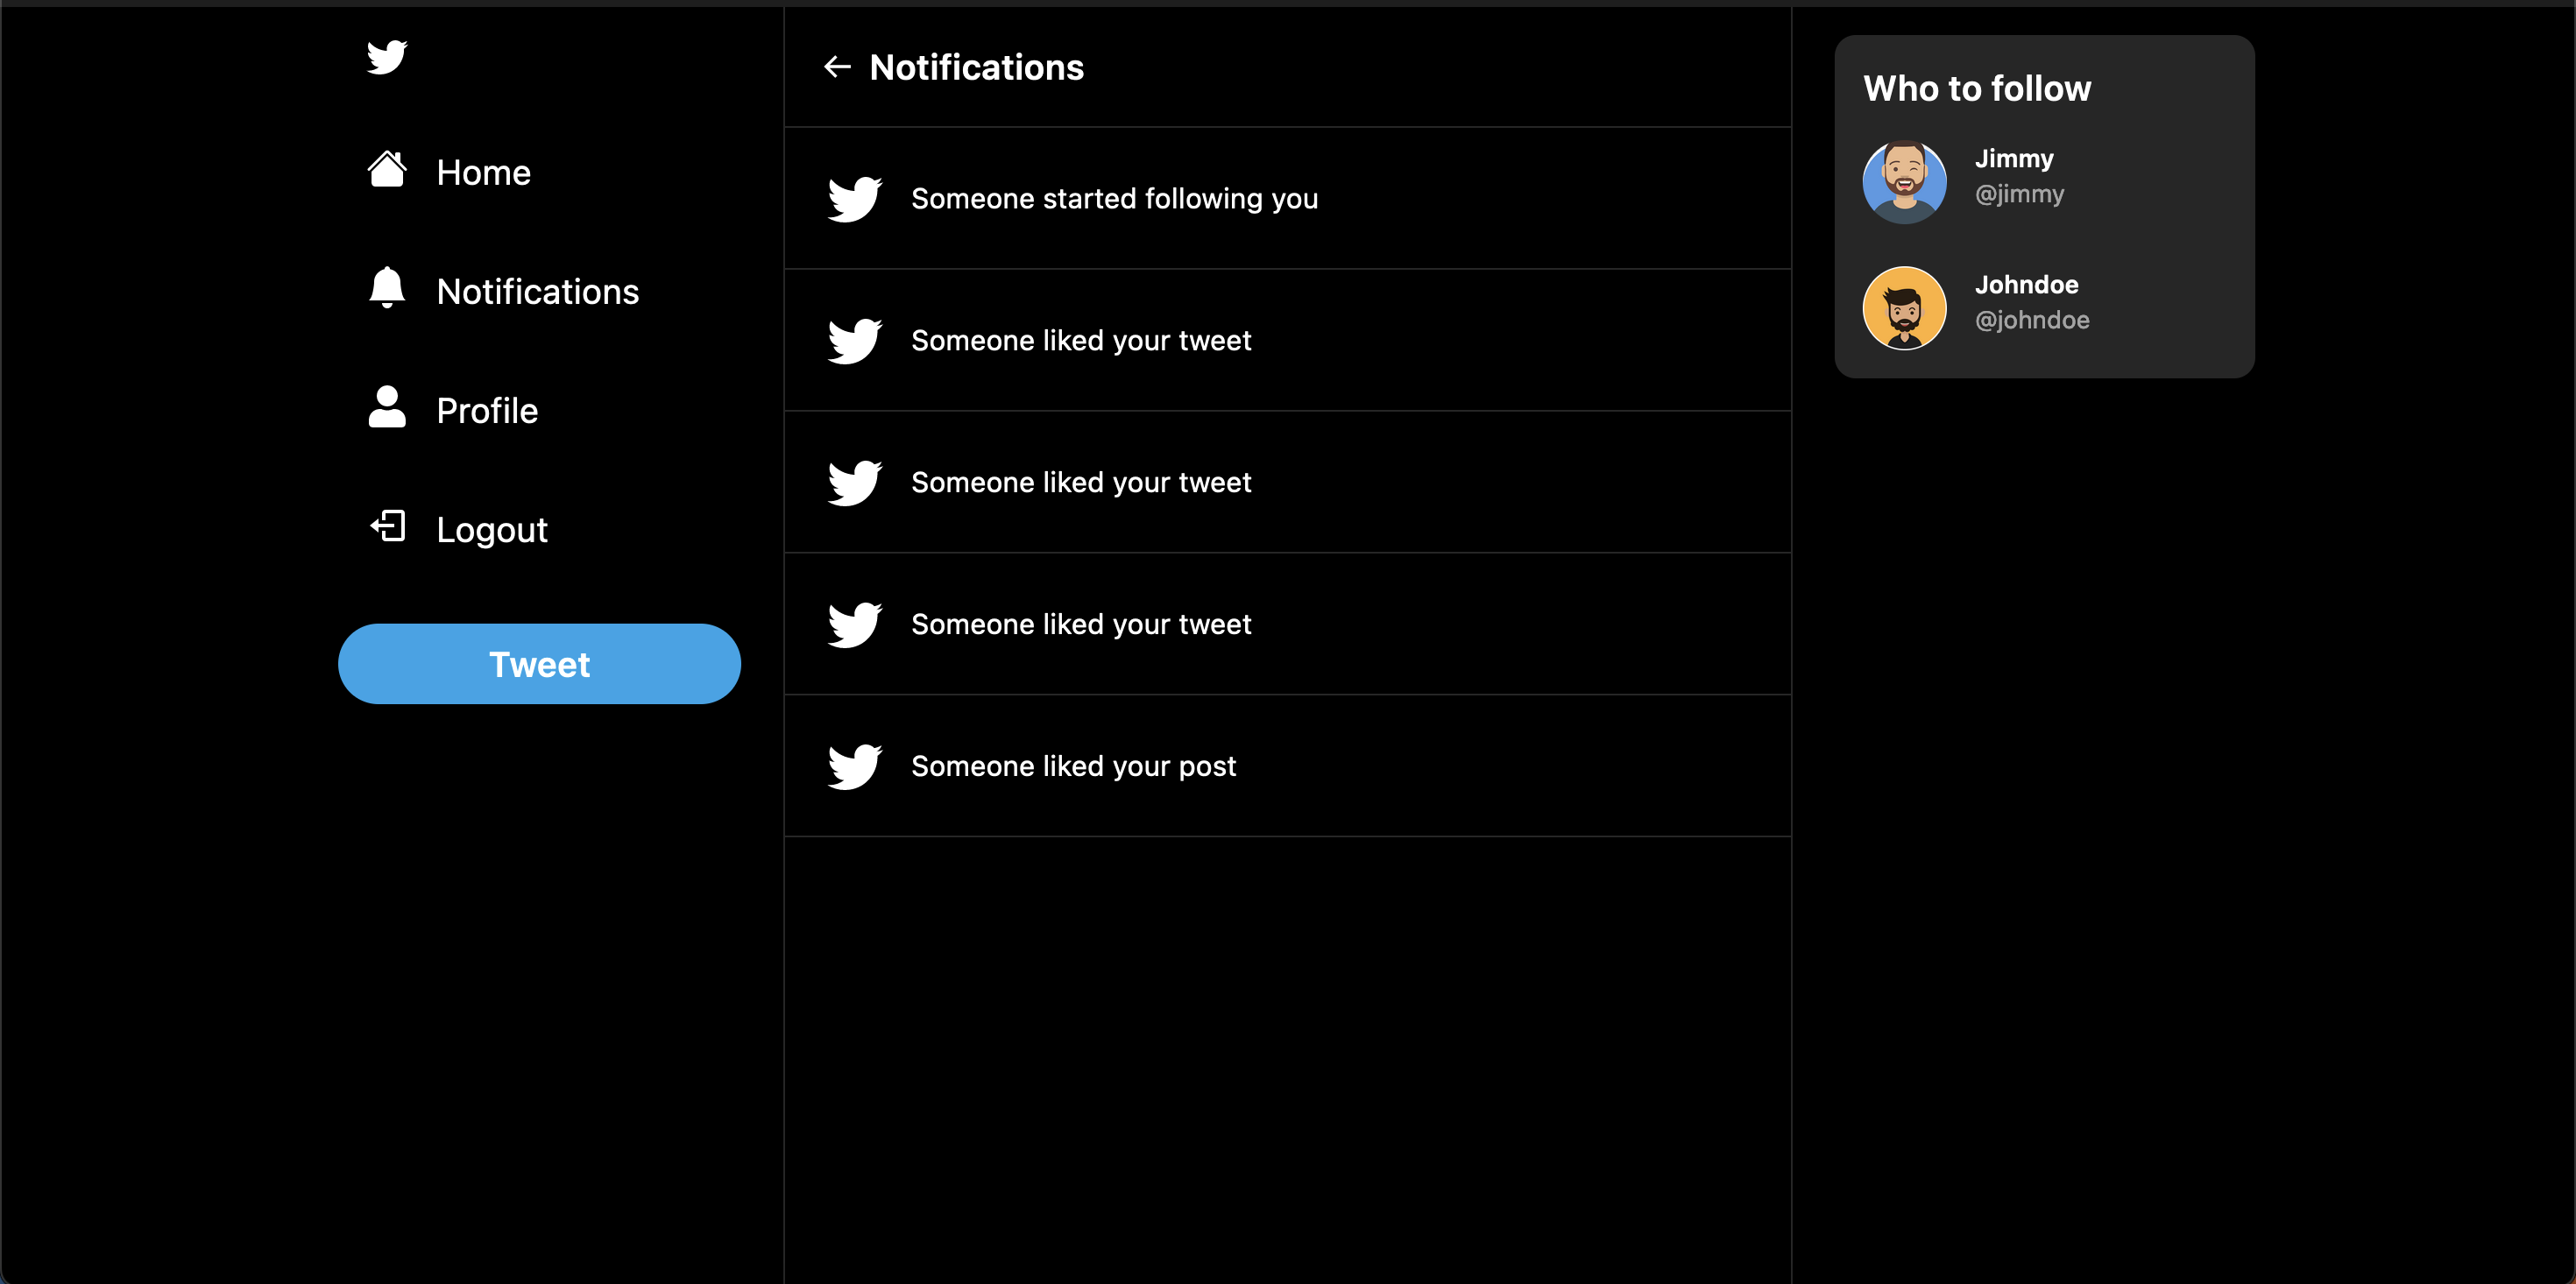 Home
Notifications
Profile
Logout
Tweet
Notifications
Someone started following you
Someone liked your tweet
Someone liked your tweet
Someone liked your tweet
Someone liked your post
Who to follow
Jimmy
@jimmy
Johndoe
@johndoe